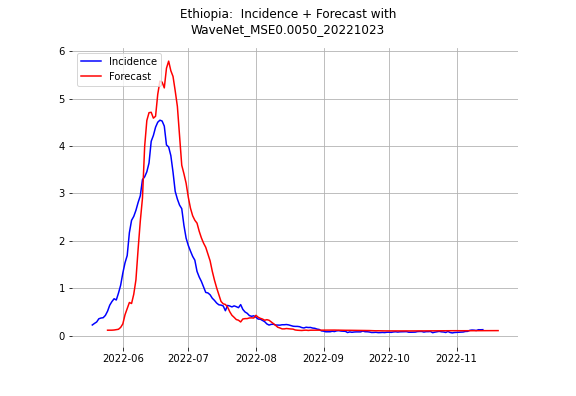 Ethiopia:  Incidence + Forecast with
WaveNet_MSE0.0050_20221023
Incidence
Forecast
6
5
4
3
2
1
0
2022-06 2022-07 2022-08 2022-09 2022-10 2022-11